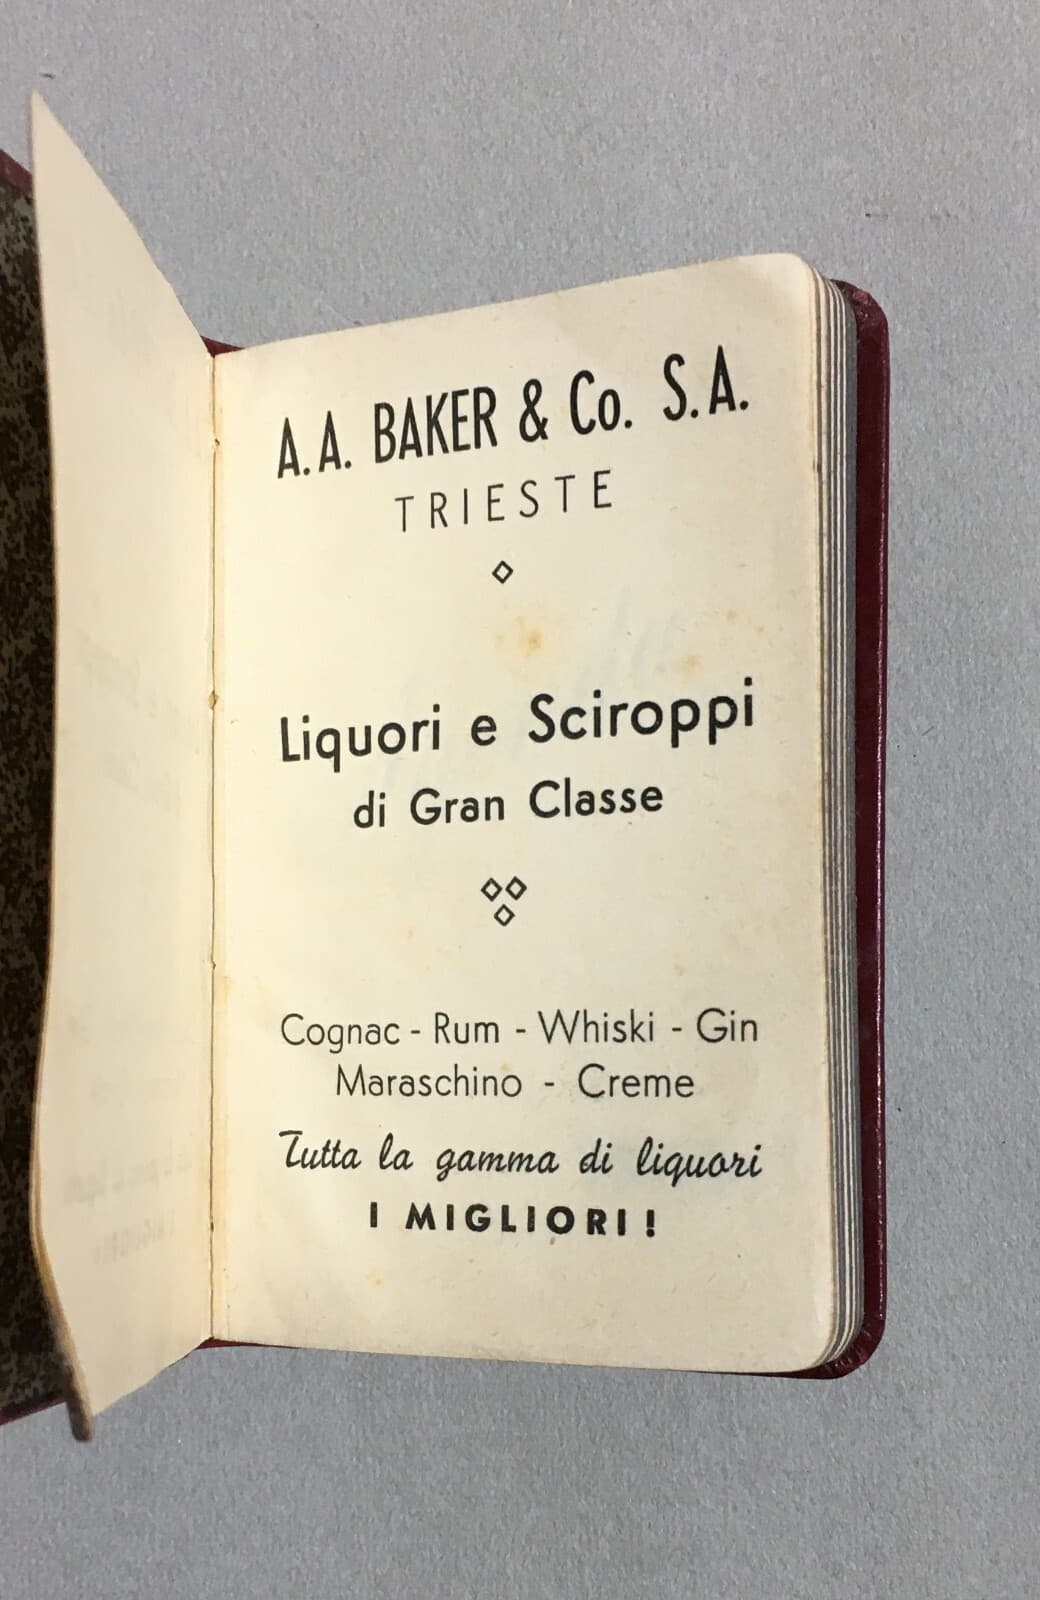 A.A. BAKER & Co. S.A.
TRIESTE
Liquori e Sciroppi
di Gran Classe
Cognac - Rum - Whiski - Gin
Maraschino - Creme
Tutta la gamma di liquori
I MIGLIORI!